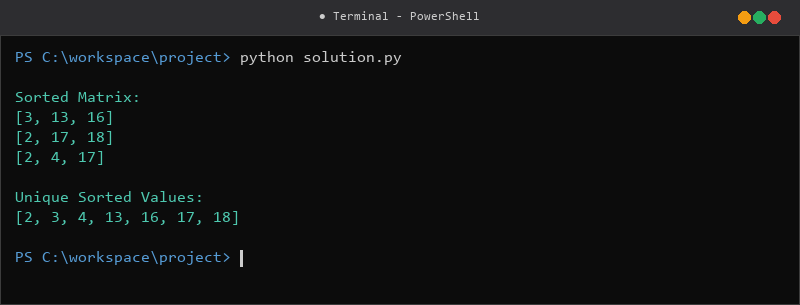 ● Terminal - PowerShell
PS C:\workspace\project> python solution.py
Sorted Matrix:
[3, 13, 16]
[2, 17, 18]
[2, 4, 17]
Unique Sorted Values:
[2, 3, 4, 13, 16, 17, 18]
PS C:\workspace\project>